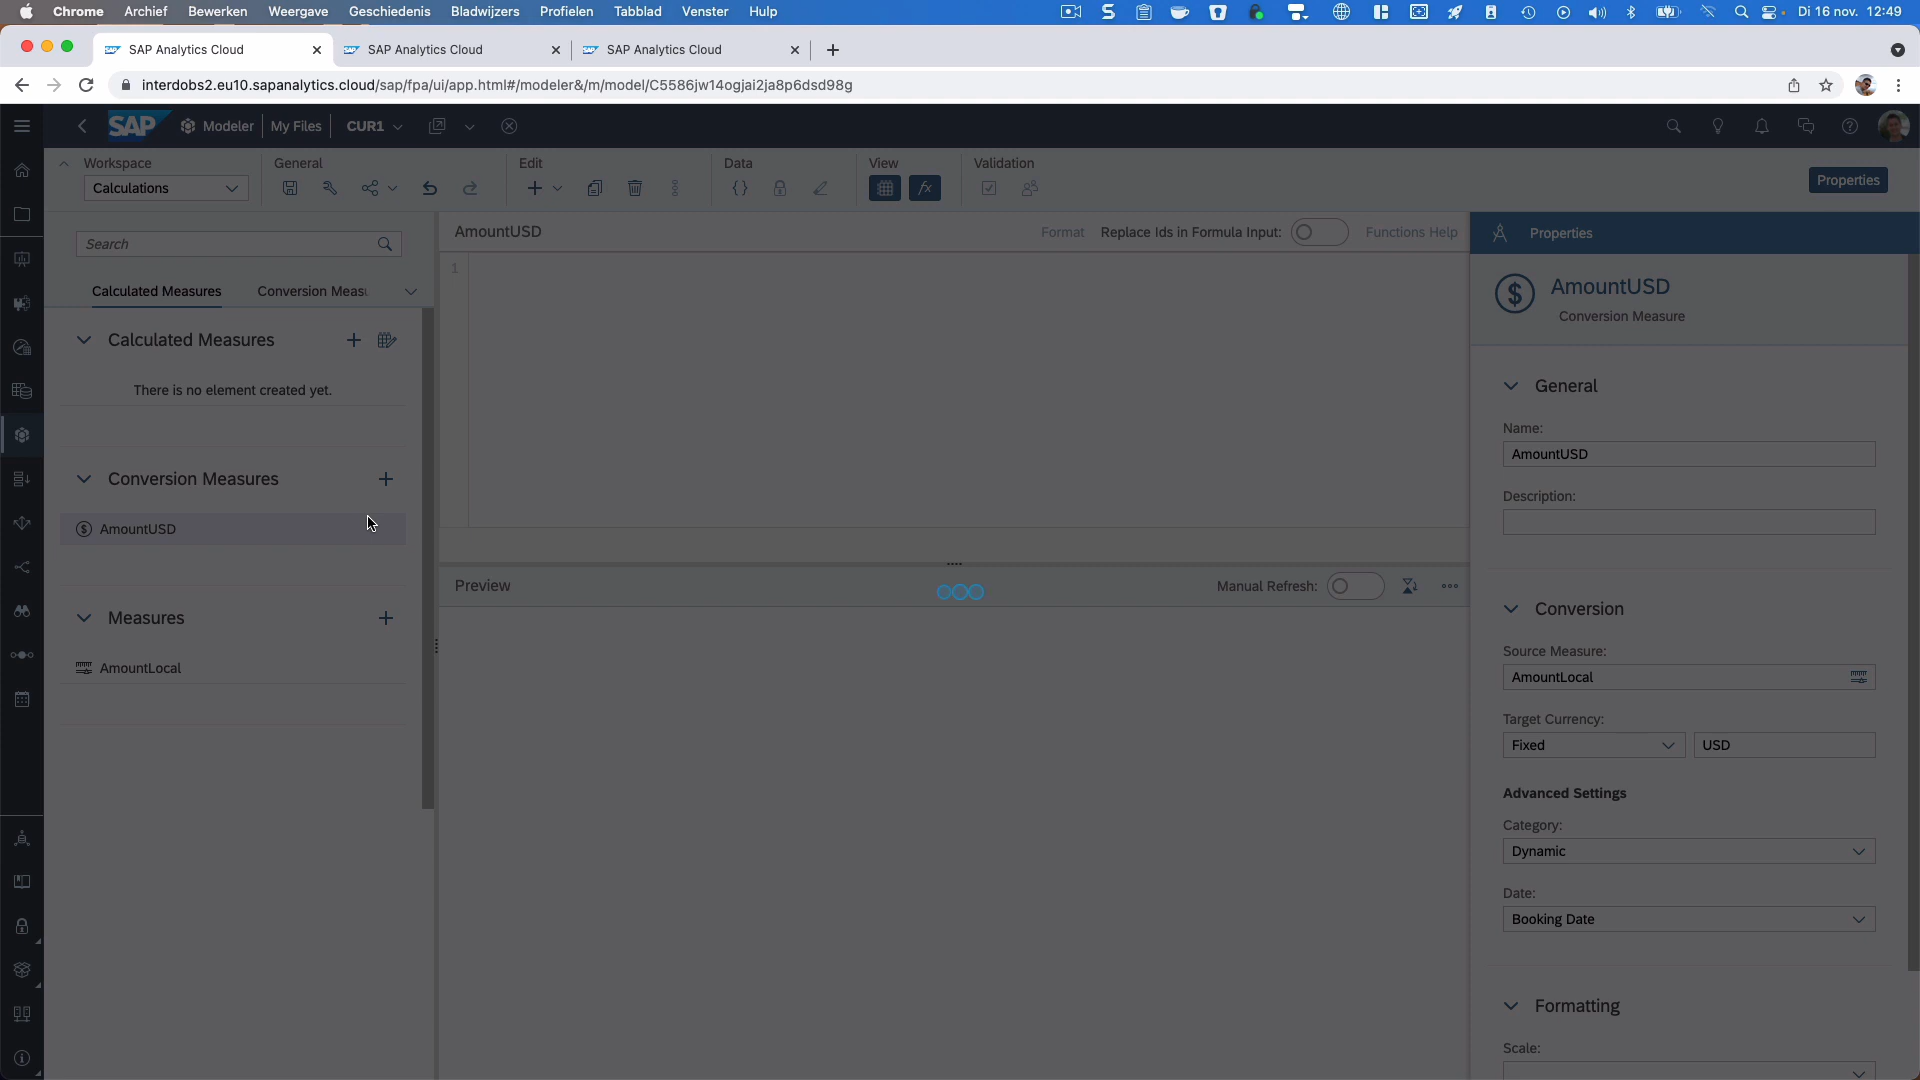 Chrome Archief Bewerken Weergave Geschiedenis Bladwijzers Profielen Tabblad Venster Help Di 16 nov. 12:49
SAP Analytics Cloud SAP Analytics Cloud SAP Analytics Cloud
interdobs2.eu10.sapanalytics.cloud/sap/fpa/ui/app.html#/modeler&/m/model/C5586jw14ogjai2ja8p6dsd98g
SAP Modeler My Files CUR1
Workspace General Edit Data View Validation
Calculations
Properties
Search
AmountUSD Format Replace Ids in Formula Input: Functions Help
Properties
1
Calculated Measures Conversion Measu
AmountUSD
Conversion Measure
Calculated Measures
There is no element created yet.
General
Name:
AmountUSD
Conversion Measures
Description:
AmountUSD
Preview Manual Refresh:
Measures
Conversion
AmountLocal
Source Measure:
AmountLocal
Target Currency:
Fixed USD
Advanced Settings
Category:
Dynamic
Date:
Booking Date
Formatting
Scale: